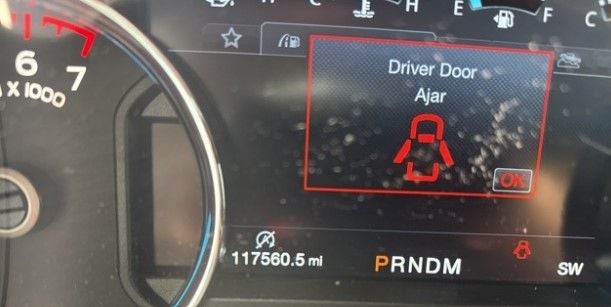 H E F C
6 7
x 1000
Driver Door
Ajar
OK
117560.5 mi
PRNDM
SW